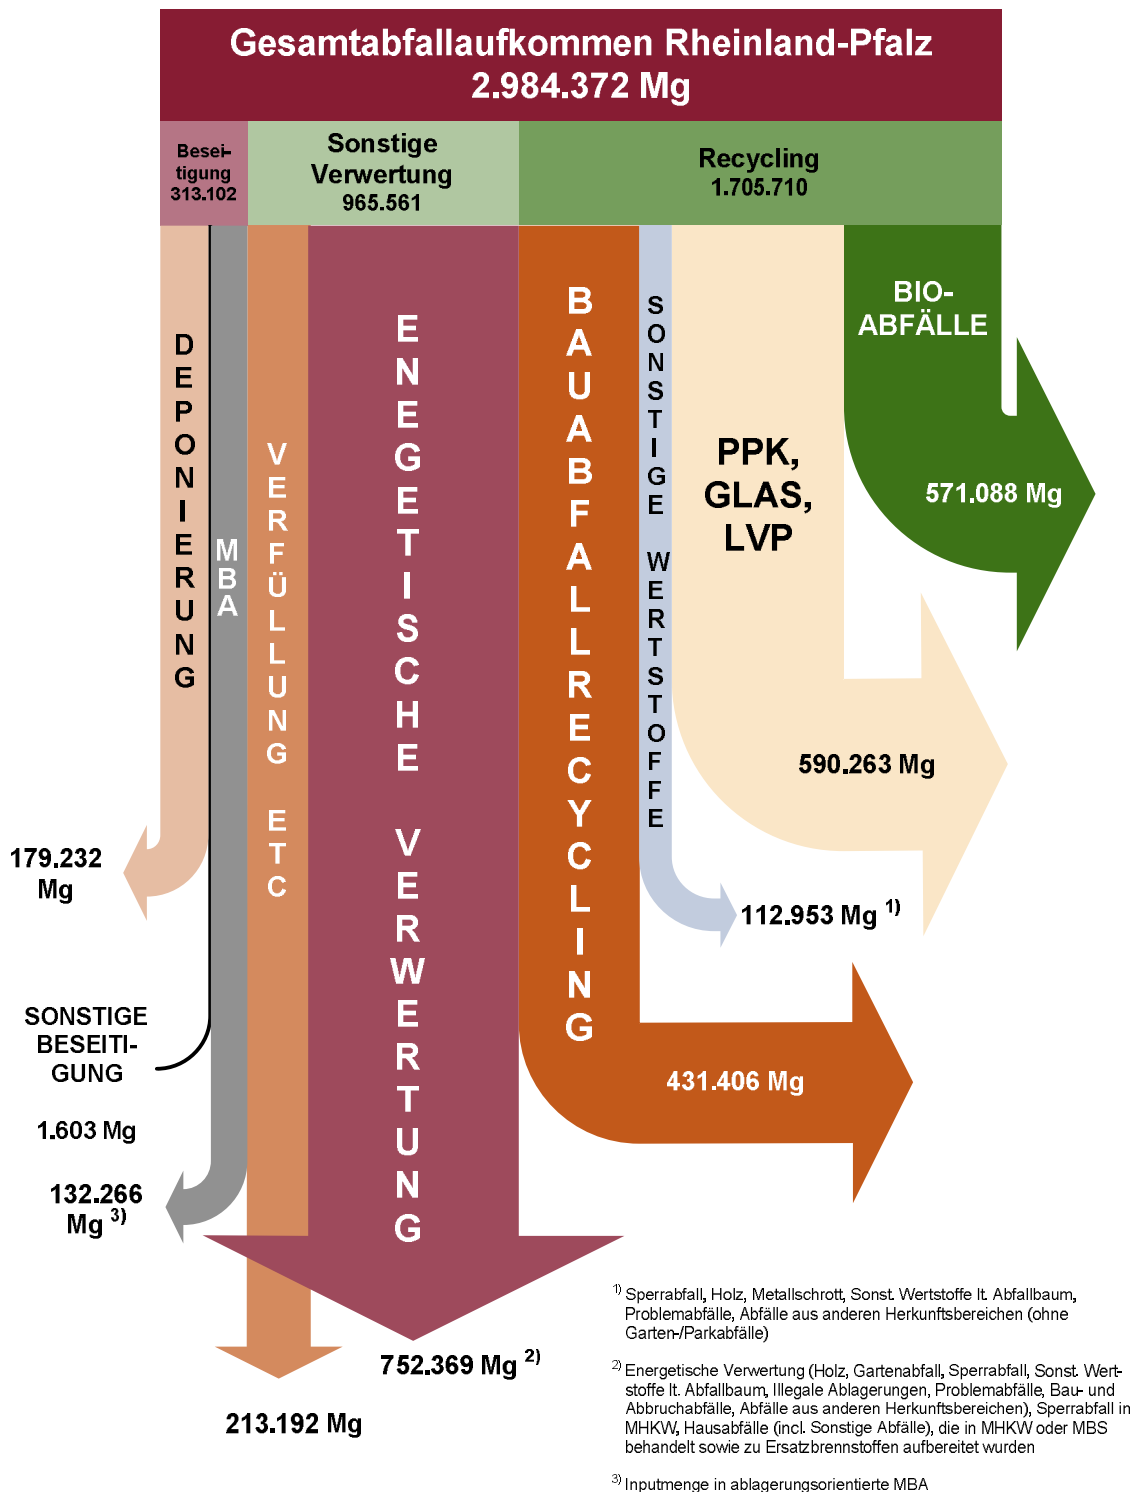 Gesamtabfallaufkommen Rheinland-Pfalz
2.984.372 Mg
Besei-
tigung
313.102
Sonstige
Verwertung
965.561
Recycling
1.705.710
DEPONIERUNG
MBA
VERFÜLLUNG ETC
ENEGETISCHE VERWERTUNG
BAUABFALLRECYCLING
SONSTIGE WERTSTOFFE
PPK,
GLAS,
LVP
BIO-
ABFÄLLE
571.088 Mg
590.263 Mg
179.232
Mg
112.953 Mg 1)
SONSTIGE
BESEITI-
GUNG
1.603 Mg
431.406 Mg
132.266
Mg 3)
752.369 Mg 2)
213.192 Mg
1) Sperrabfall, Holz, Metallschrott, Sonst. Wertstoffe lt. Abfallbaum,
Problemabfälle, Abfälle aus anderen Herkunftsbereichen (ohne
Garten-/Parkabfälle)
2) Energetische Verwertung (Holz, Gartenabfall, Sperrabfall, Sonst. Wert-
stoffe lt. Abfallbaum, Illegale Ablagerungen, Problemabfälle, Bau- und
Abbruchabfälle, Abfälle aus anderen Herkunftsbereichen), Sperrabfall in
MHKW, Hausabfälle (incl. Sonstige Abfälle), die in MHKW oder MBS
behandelt sowie zu Ersatzbrennstoffen aufbereitet wurden
3) Inputmenge in ablagerungsorientierte MBA